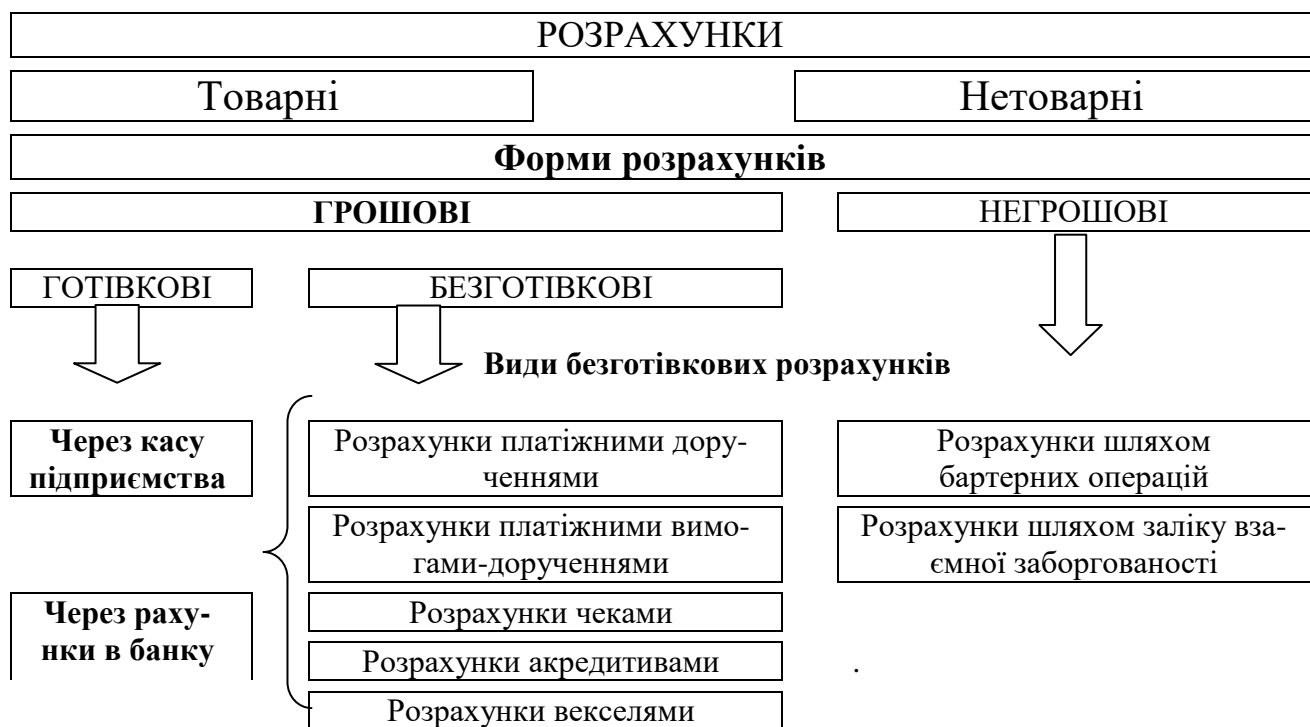 РОЗРАХУНКИ
Товарні
Нетоварні
Форми розрахунків
ГРОШОВІ
НЕГРОШОВІ
ГОТІВКОВІ
БЕЗГОТІВКОВІ
Види безготівкових розрахунків
Через касу
підприємства
Розрахунки платіжними дору-
ченнями
Розрахунки шляхом
бартерних операцій
Розрахунки платіжними вимо-
гами-дорученнями
Розрахунки шляхом заліку вза-
ємної заборгованості
Через раху-
нки в банку
Розрахунки чеками
Розрахунки акредитивами
.
Розрахунки векселями